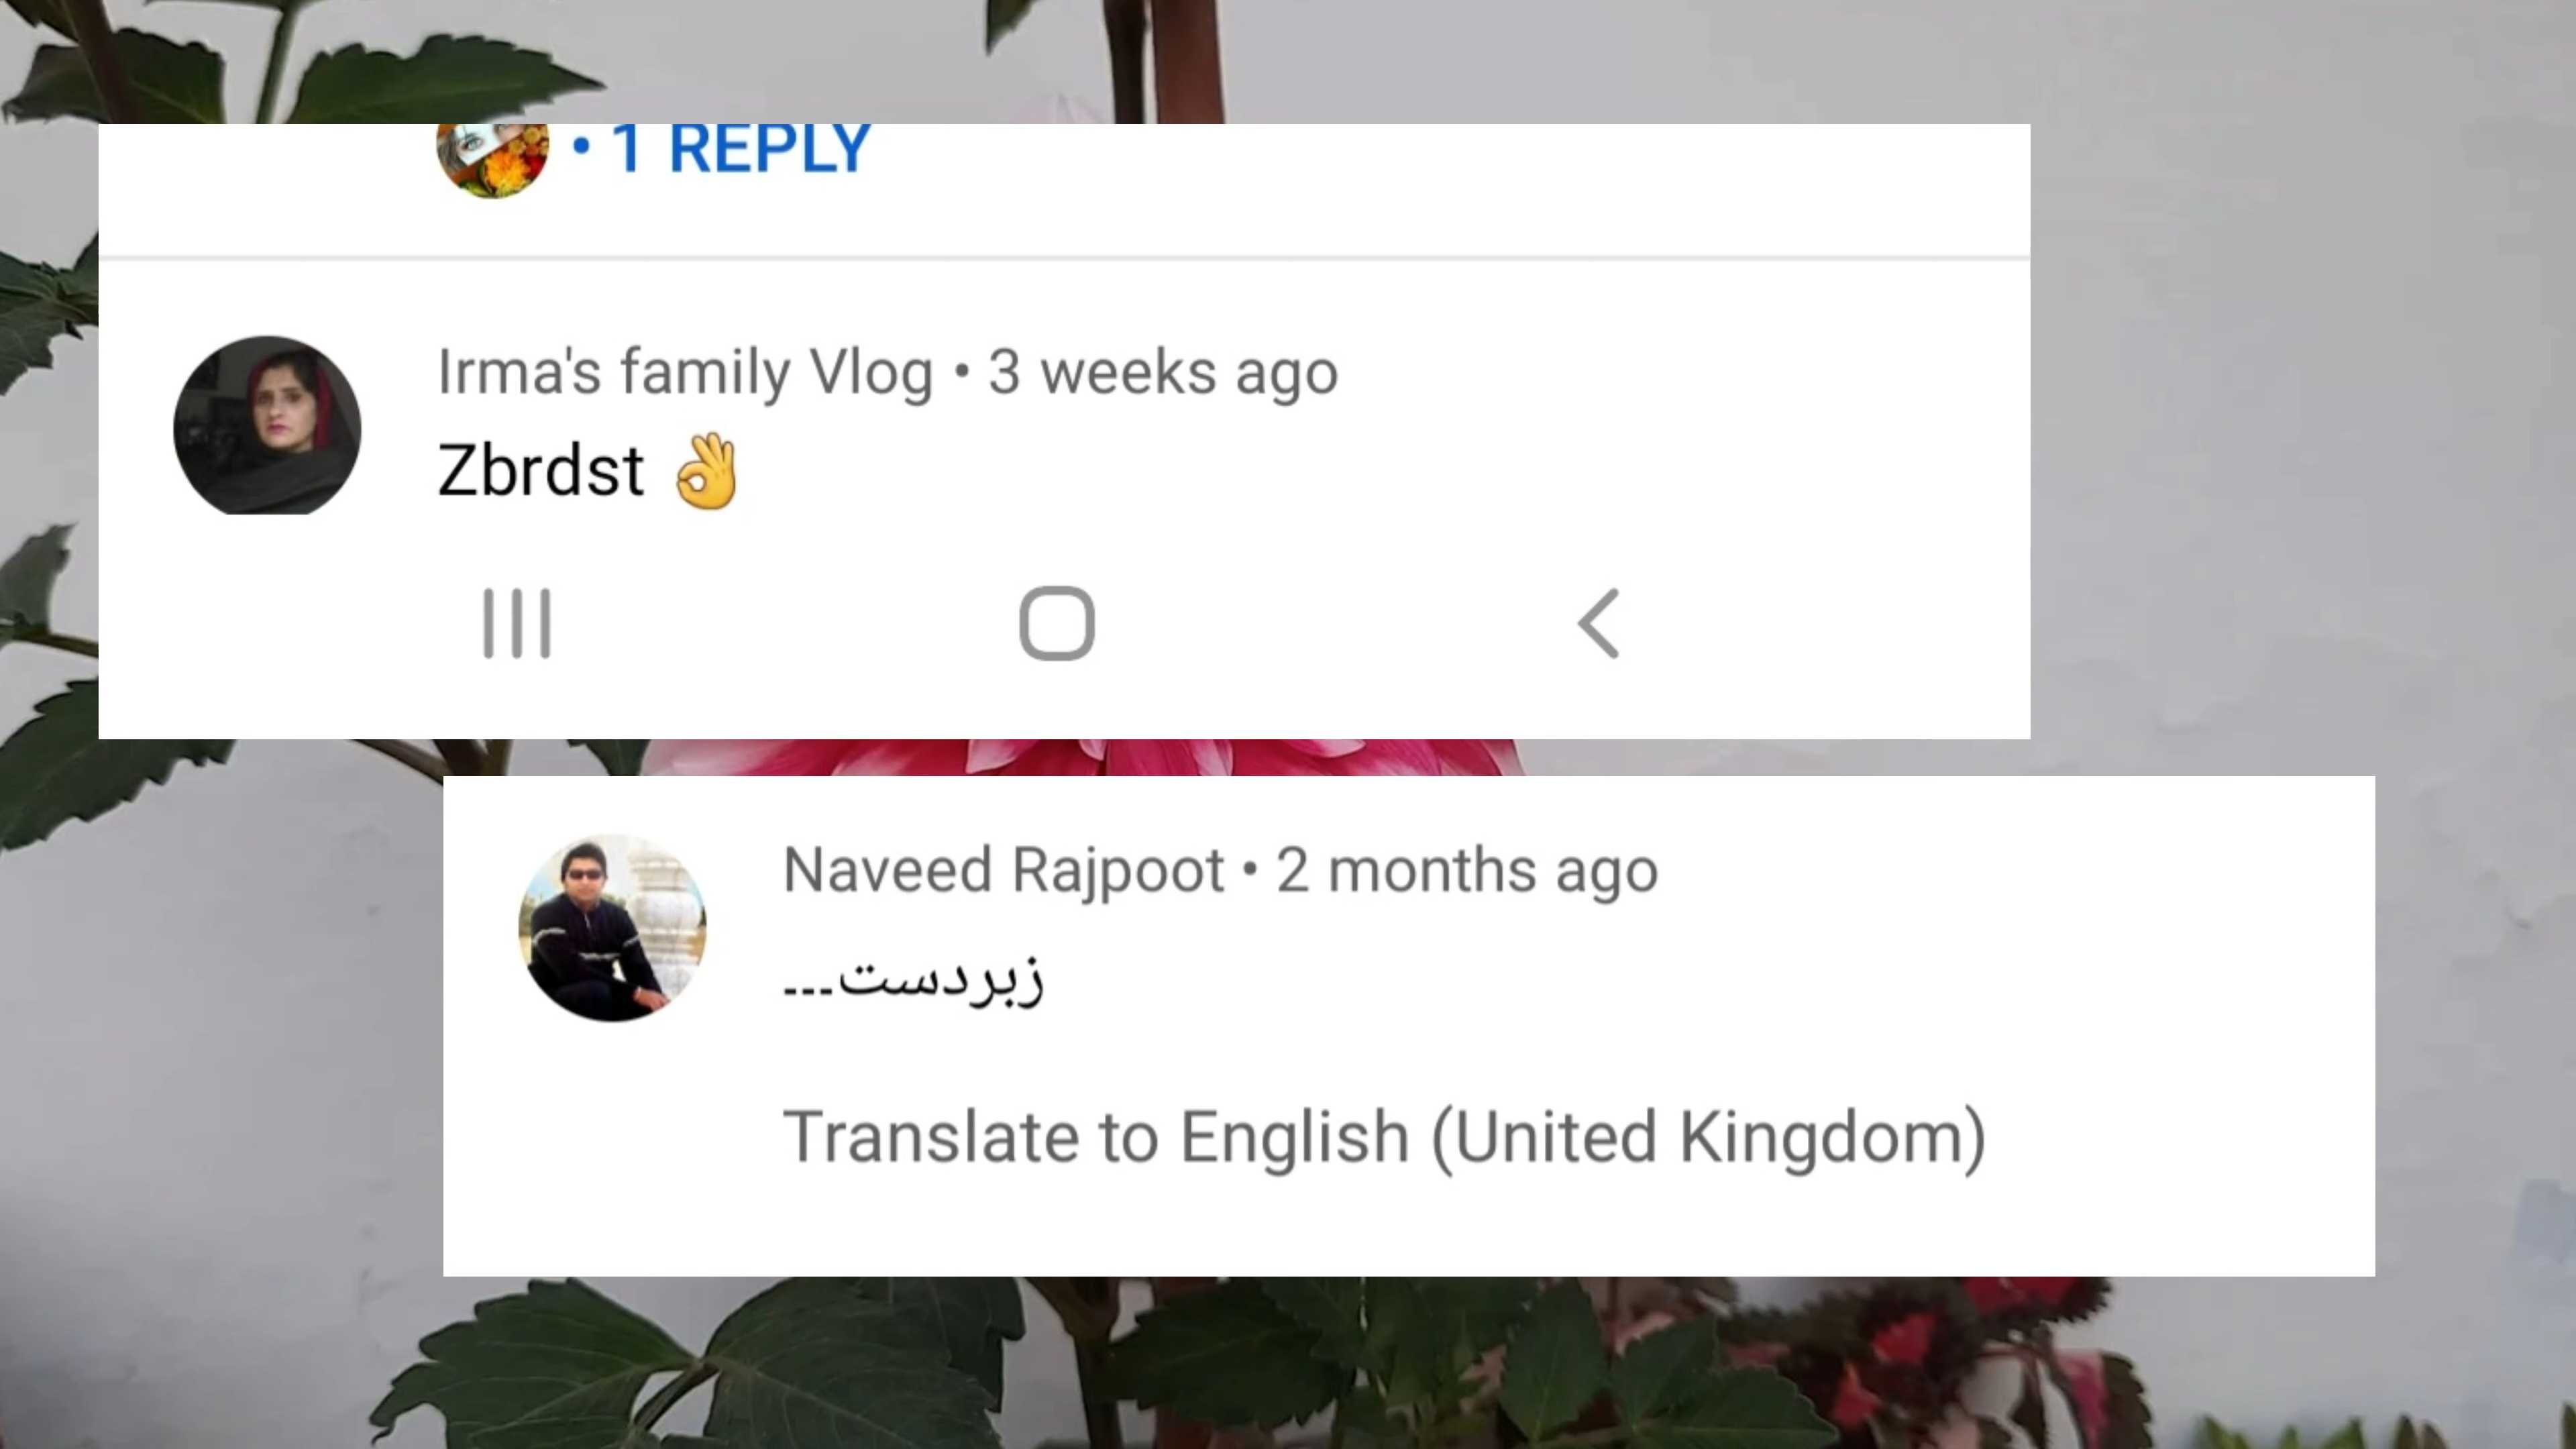 • 1 REPLY
Irma's family Vlog • 3 weeks ago
Zbrdst 👌
Naveed Rajpoot • 2 months ago
زبردست---
Translate to English (United Kingdom)